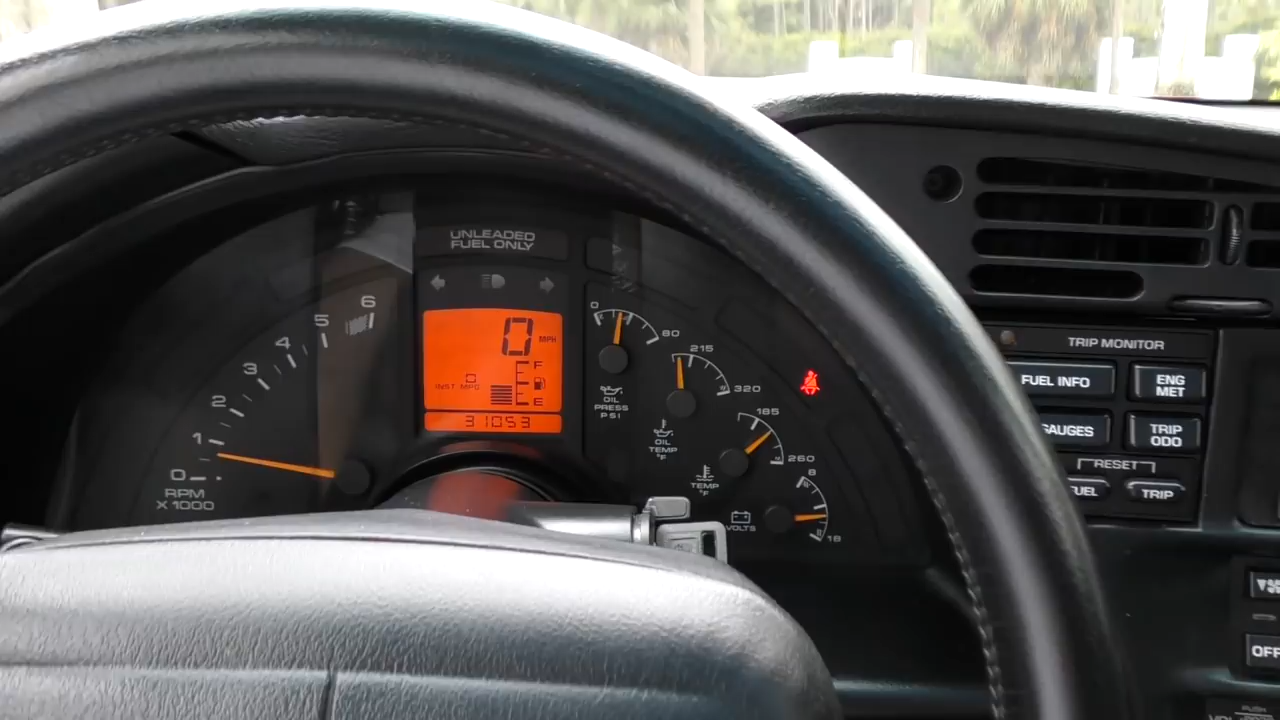 UNLEADED
FUEL ONLY
0 MPH
F
INST MPG
E
31053
6
5
4
3
2
1
0
RPM
X 1000
0
80
OIL
PRESS
PSI
215
320
OIL
TEMP
°F
185
260
TEMP
°F
8
18
VOLTS
TRIP MONITOR
FUEL INFO
ENG
MET
GAUGES
TRIP
ODO
RESET
FUEL
TRIP
OFF
PUSH